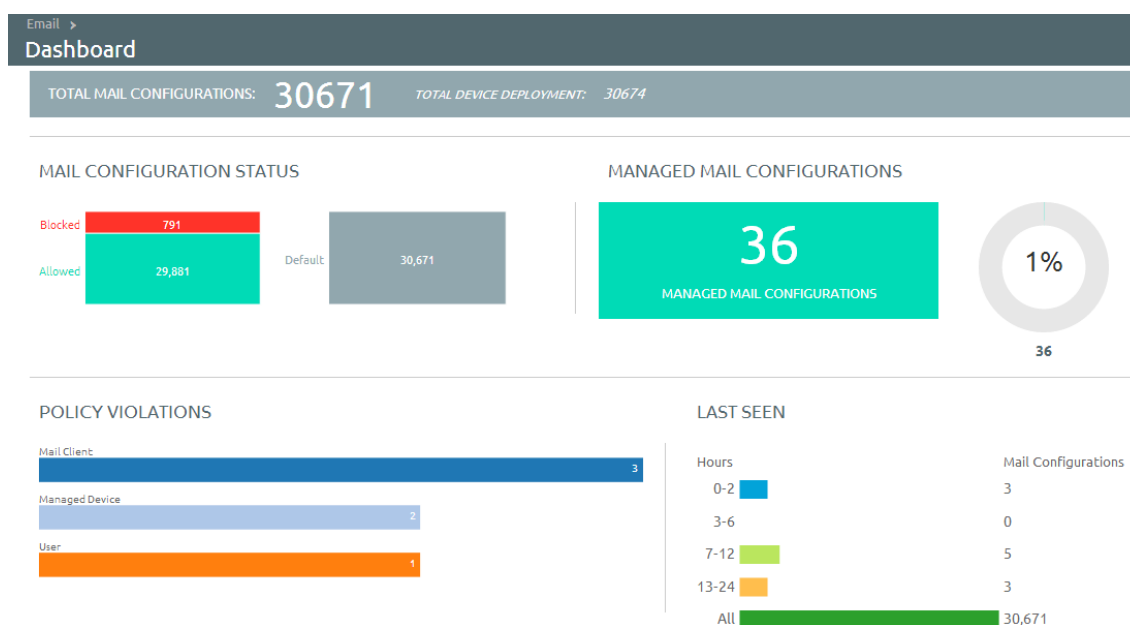 Email >
Dashboard
TOTAL MAIL CONFIGURATIONS: 30671 TOTAL DEVICE DEPLOYMENT: 30674
MAIL CONFIGURATION STATUS
Blocked 791
Allowed 29,881
Default 30,671
MANAGED MAIL CONFIGURATIONS
36
MANAGED MAIL CONFIGURATIONS
1%
36
POLICY VIOLATIONS
Mail Client
3
Managed Device
2
User
1
LAST SEEN
Hours Mail Configurations
0-2 3
3-6 0
7-12 5
13-24 3
All 30,671